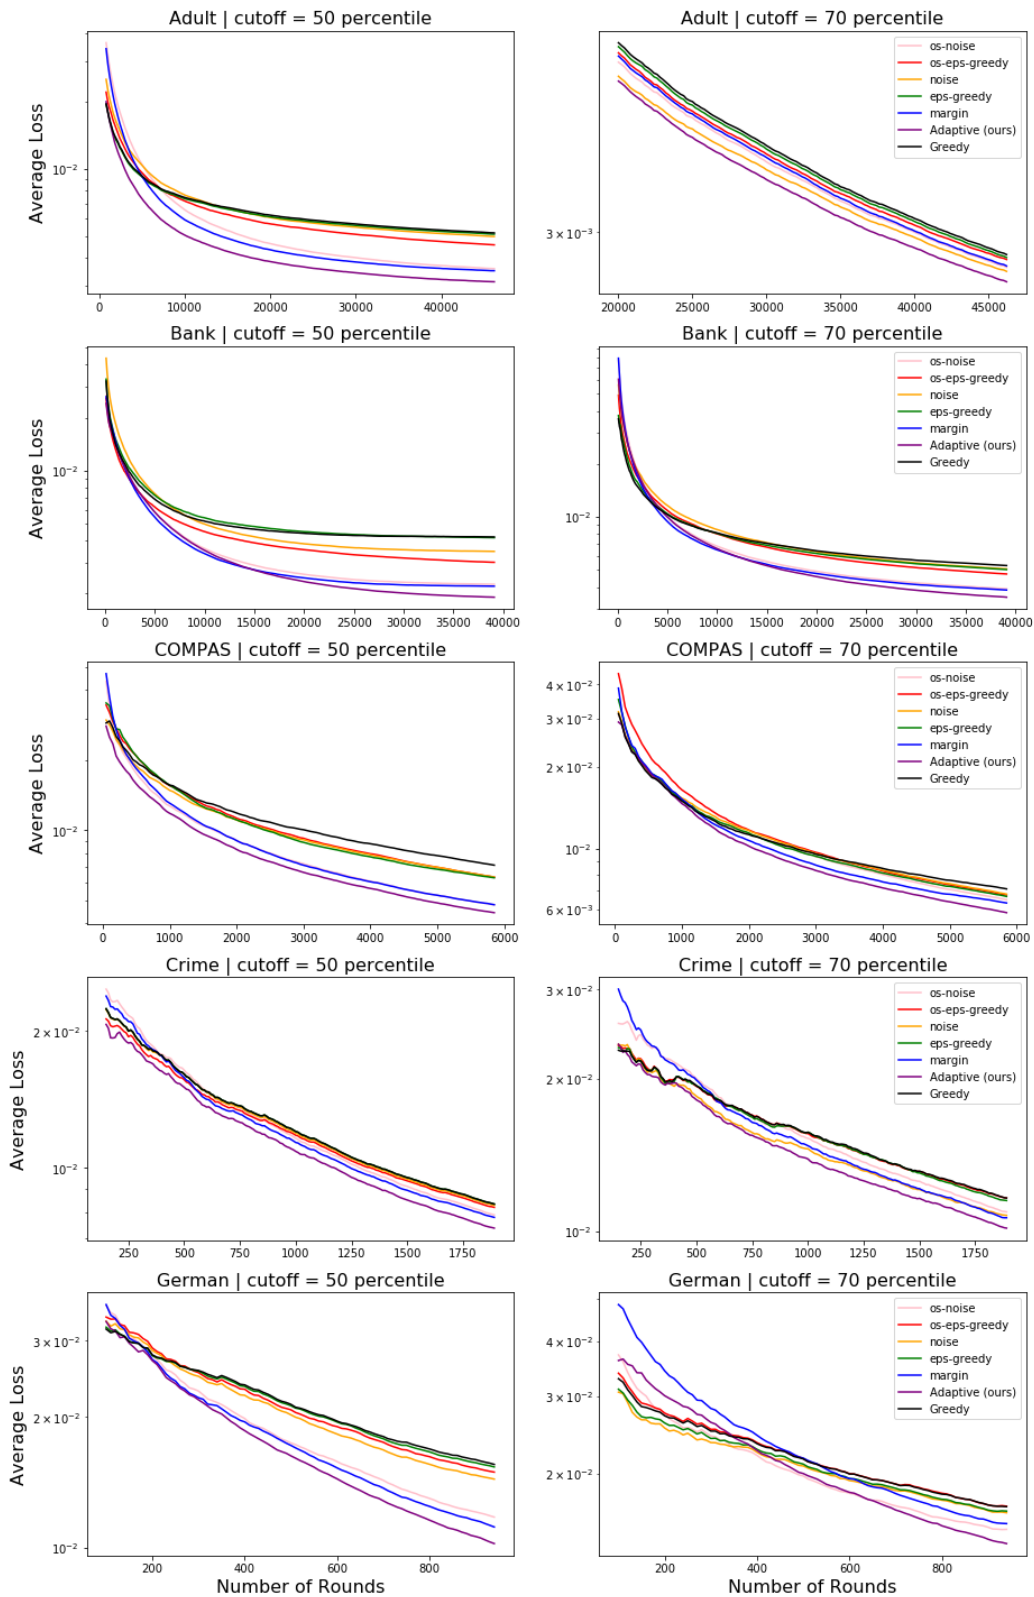 Adult | cutoff = 50 percentile
Average Loss
10⁻²
0 10000 20000 30000 40000
Adult | cutoff = 70 percentile
3 × 10⁻³
20000 25000 30000 35000 40000 45000
os-noise
os-eps-greedy
noise
eps-greedy
margin
Adaptive (ours)
Greedy
Bank | cutoff = 50 percentile
Average Loss
10⁻²
0 5000 10000 15000 20000 25000 30000 35000 40000
Bank | cutoff = 70 percentile
10⁻²
0 5000 10000 15000 20000 25000 30000 35000 40000
os-noise
os-eps-greedy
noise
eps-greedy
margin
Adaptive (ours)
Greedy
COMPAS | cutoff = 50 percentile
Average Loss
10⁻²
0 1000 2000 3000 4000 5000 6000
COMPAS | cutoff = 70 percentile
4 × 10⁻²
3 × 10⁻²
2 × 10⁻²
10⁻²
6 × 10⁻³
0 1000 2000 3000 4000 5000 6000
os-noise
os-eps-greedy
noise
eps-greedy
margin
Adaptive (ours)
Greedy
Crime | cutoff = 50 percentile
Average Loss
2 × 10⁻²
10⁻²
250 500 750 1000 1250 1500 1750
Crime | cutoff = 70 percentile
3 × 10⁻²
2 × 10⁻²
10⁻²
250 500 750 1000 1250 1500 1750
os-noise
os-eps-greedy
noise
eps-greedy
margin
Adaptive (ours)
Greedy
German | cutoff = 50 percentile
Average Loss
3 × 10⁻²
2 × 10⁻²
10⁻²
200 400 600 800
Number of Rounds
German | cutoff = 70 percentile
4 × 10⁻²
3 × 10⁻²
2 × 10⁻²
200 400 600 800
Number of Rounds
os-noise
os-eps-greedy
noise
eps-greedy
margin
Adaptive (ours)
Greedy